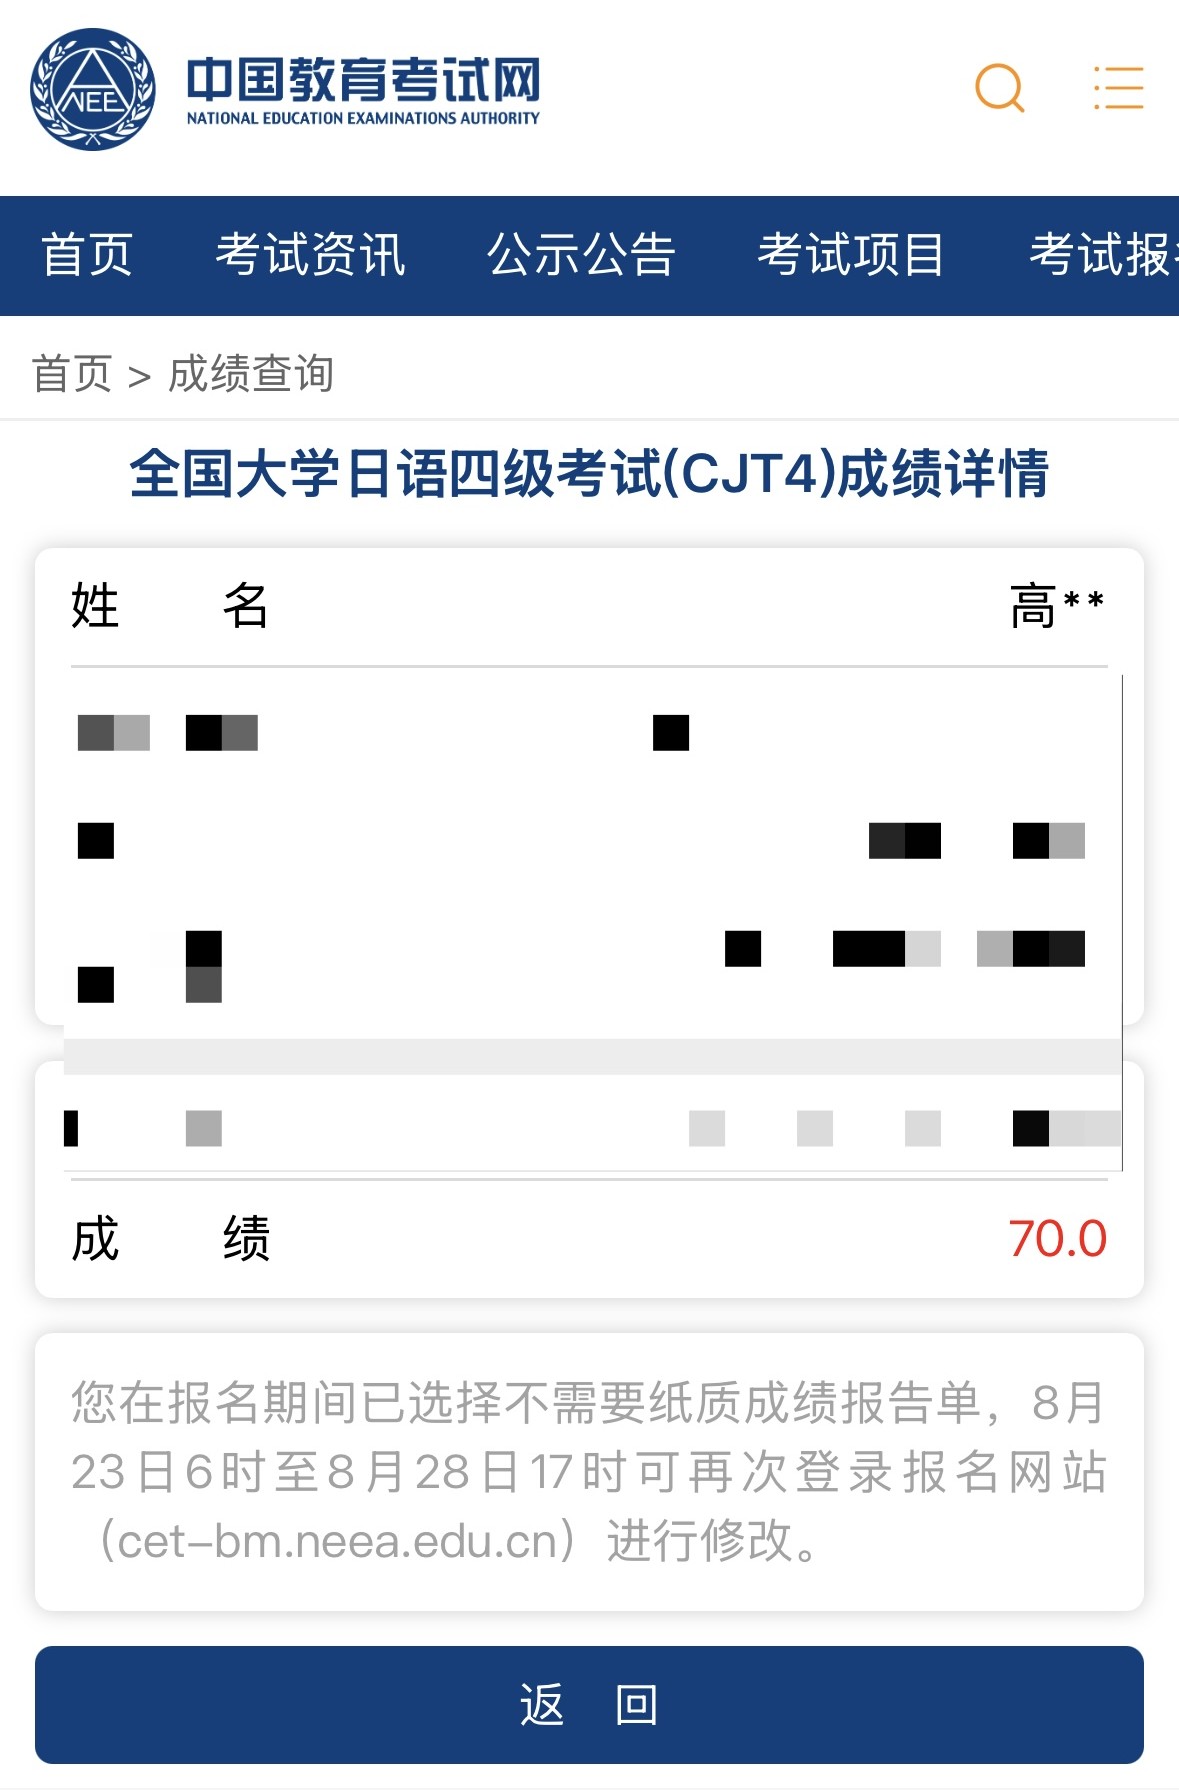 NEE
中国教育考试网
NATIONAL EDUCATION EXAMINATIONS AUTHORITY
首页 考试资讯 公示公告 考试项目 考试报
首页 > 成绩查询
全国大学日语四级考试(CJT4)成绩详情
姓 名 高**
成 绩 70.0
您在报名期间已选择不需要纸质成绩报告单，8月
23日6时至8月28日17时可再次登录报名网站
（cet-bm.neea.edu.cn）进行修改。
返 回